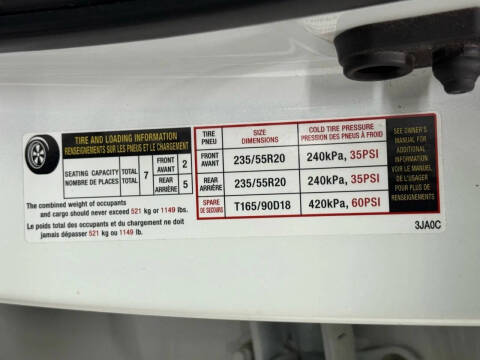 TIRE AND LOADING INFORMATION
RENSEIGNEMENTS SUR LES PNEUS ET LE CHARGEMENT
SEATING CAPACITY TOTAL 7 FRONT AVANT 2
NOMBRE DE PLACES TOTAL REAR ARRIÈRE 5
The combined weight of occupants
and cargo should never exceed 521 kg or 1149 lbs.
Le poids total des occupants et du chargement ne doit
jamais dépasser 521 kg ou 1149 lb.
TIRE PNEU SIZE DIMENSIONS COLD TIRE PRESSURE PRESSION DES PNEUS À FROID
FRONT AVANT 235/55R20 240kPa, 35PSI
REAR ARRIÈRE 235/55R20 240kPa, 35PSI
SPARE DE SECOURS T165/90D18 420kPa, 60PSI
SEE OWNER'S
MANUAL FOR
ADDITIONAL
INFORMATION
VOIR LE MANUEL
DE L'USAGER
POUR PLUS DE
RENSEIGNEMENTS
3JA0C